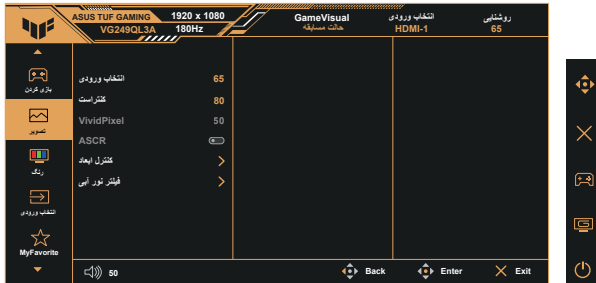 ASUS TUF GAMING 1920 x 1080
VG249QL3A 180Hz
GameVisual
حالت مسابقه
انتخاب ورودی
HDMI-1
روشنایی
65
بازی کردن
تصویر
رنگ
انتخاب ورودی
MyFavorite
انتخاب ورودی 65
کنتراست 80
VividPixel 50
ASCR
کنترل ابعاد
فیلتر نور آبی
50
Back Enter Exit